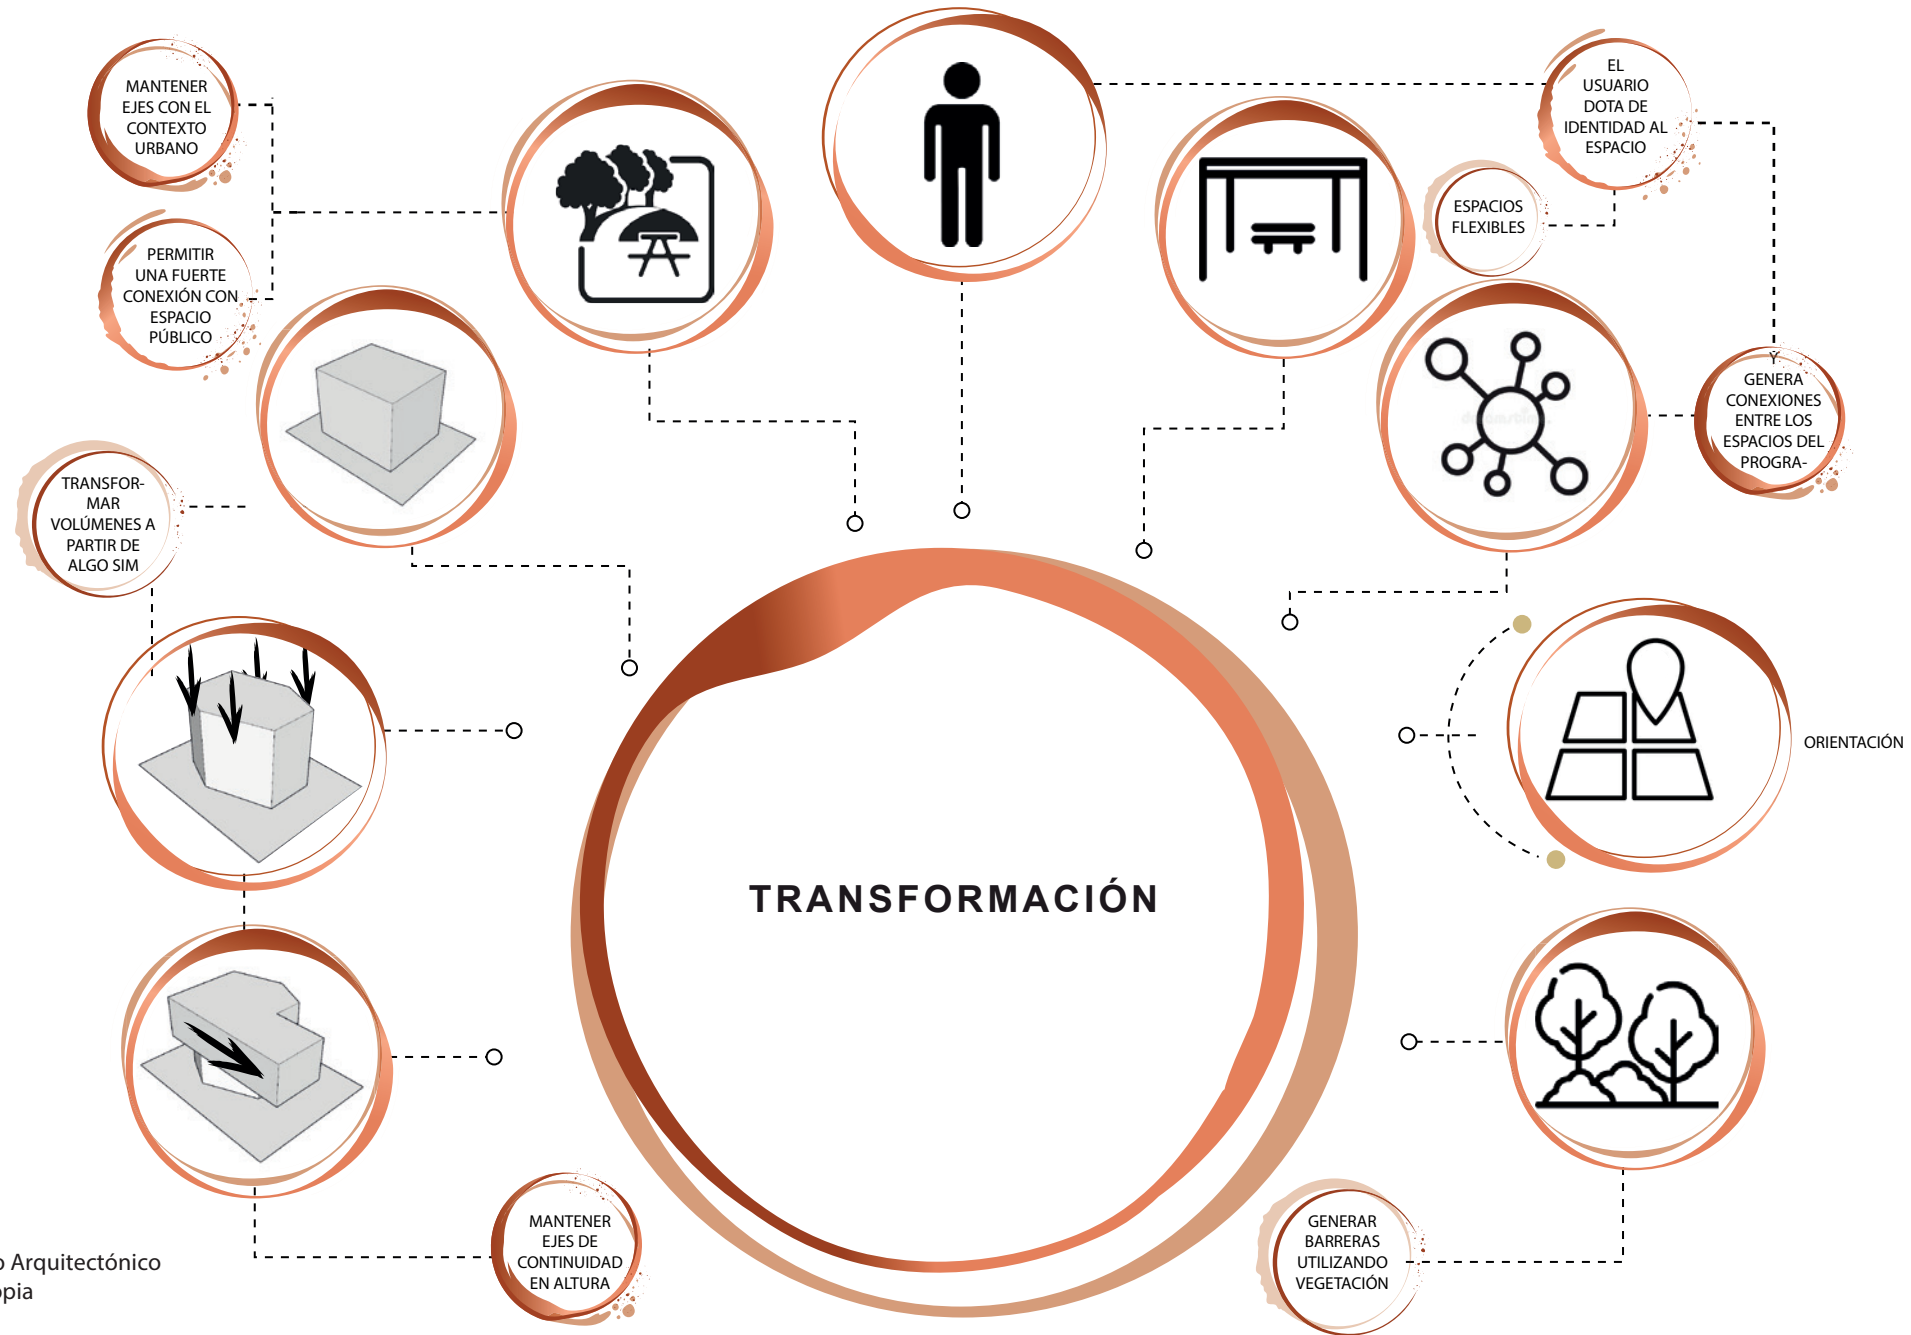 MANTENER
EJES CON EL
CONTEXTO
URBANO
PERMITIR
UNA FUERTE
CONEXIÓN CON
ESPACIO
PÚBLICO
TRANSFOR-
MAR
VOLÚMENES A
PARTIR DE
ALGO SIM
EL
USUARIO
DOTA DE
IDENTIDAD AL
ESPACIO
ESPACIOS
FLEXIBLES
Y
GENERA
CONEXIONES
ENTRE LOS
ESPACIOS DEL
PROGRA-
ORIENTACIÓN
TRANSFORMACIÓN
MANTENER
EJES DE
CONTINUIDAD
EN ALTURA
GENERAR
BARRERAS
UTILIZANDO
VEGETACIÓN
o Arquitectónico
opia